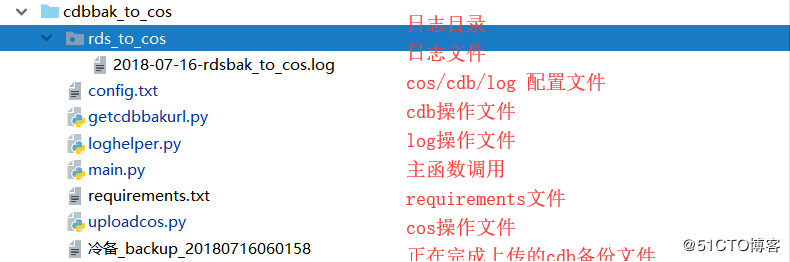 cdbbak_to_cos
rds_to_cos 日志目录
2018-07-16-rdsbak_to_cos.log 日志文件
config.txt cos/cdb/log 配置文件
getcdbbakurl.py cdb操作文件
loghelper.py log操作文件
main.py 主函数调用
requirements.txt requirements文件
uploadcos.py cos操作文件
冷备_backup_20180716060158 正在完成上传的cdb备份文件
@51CTO博客